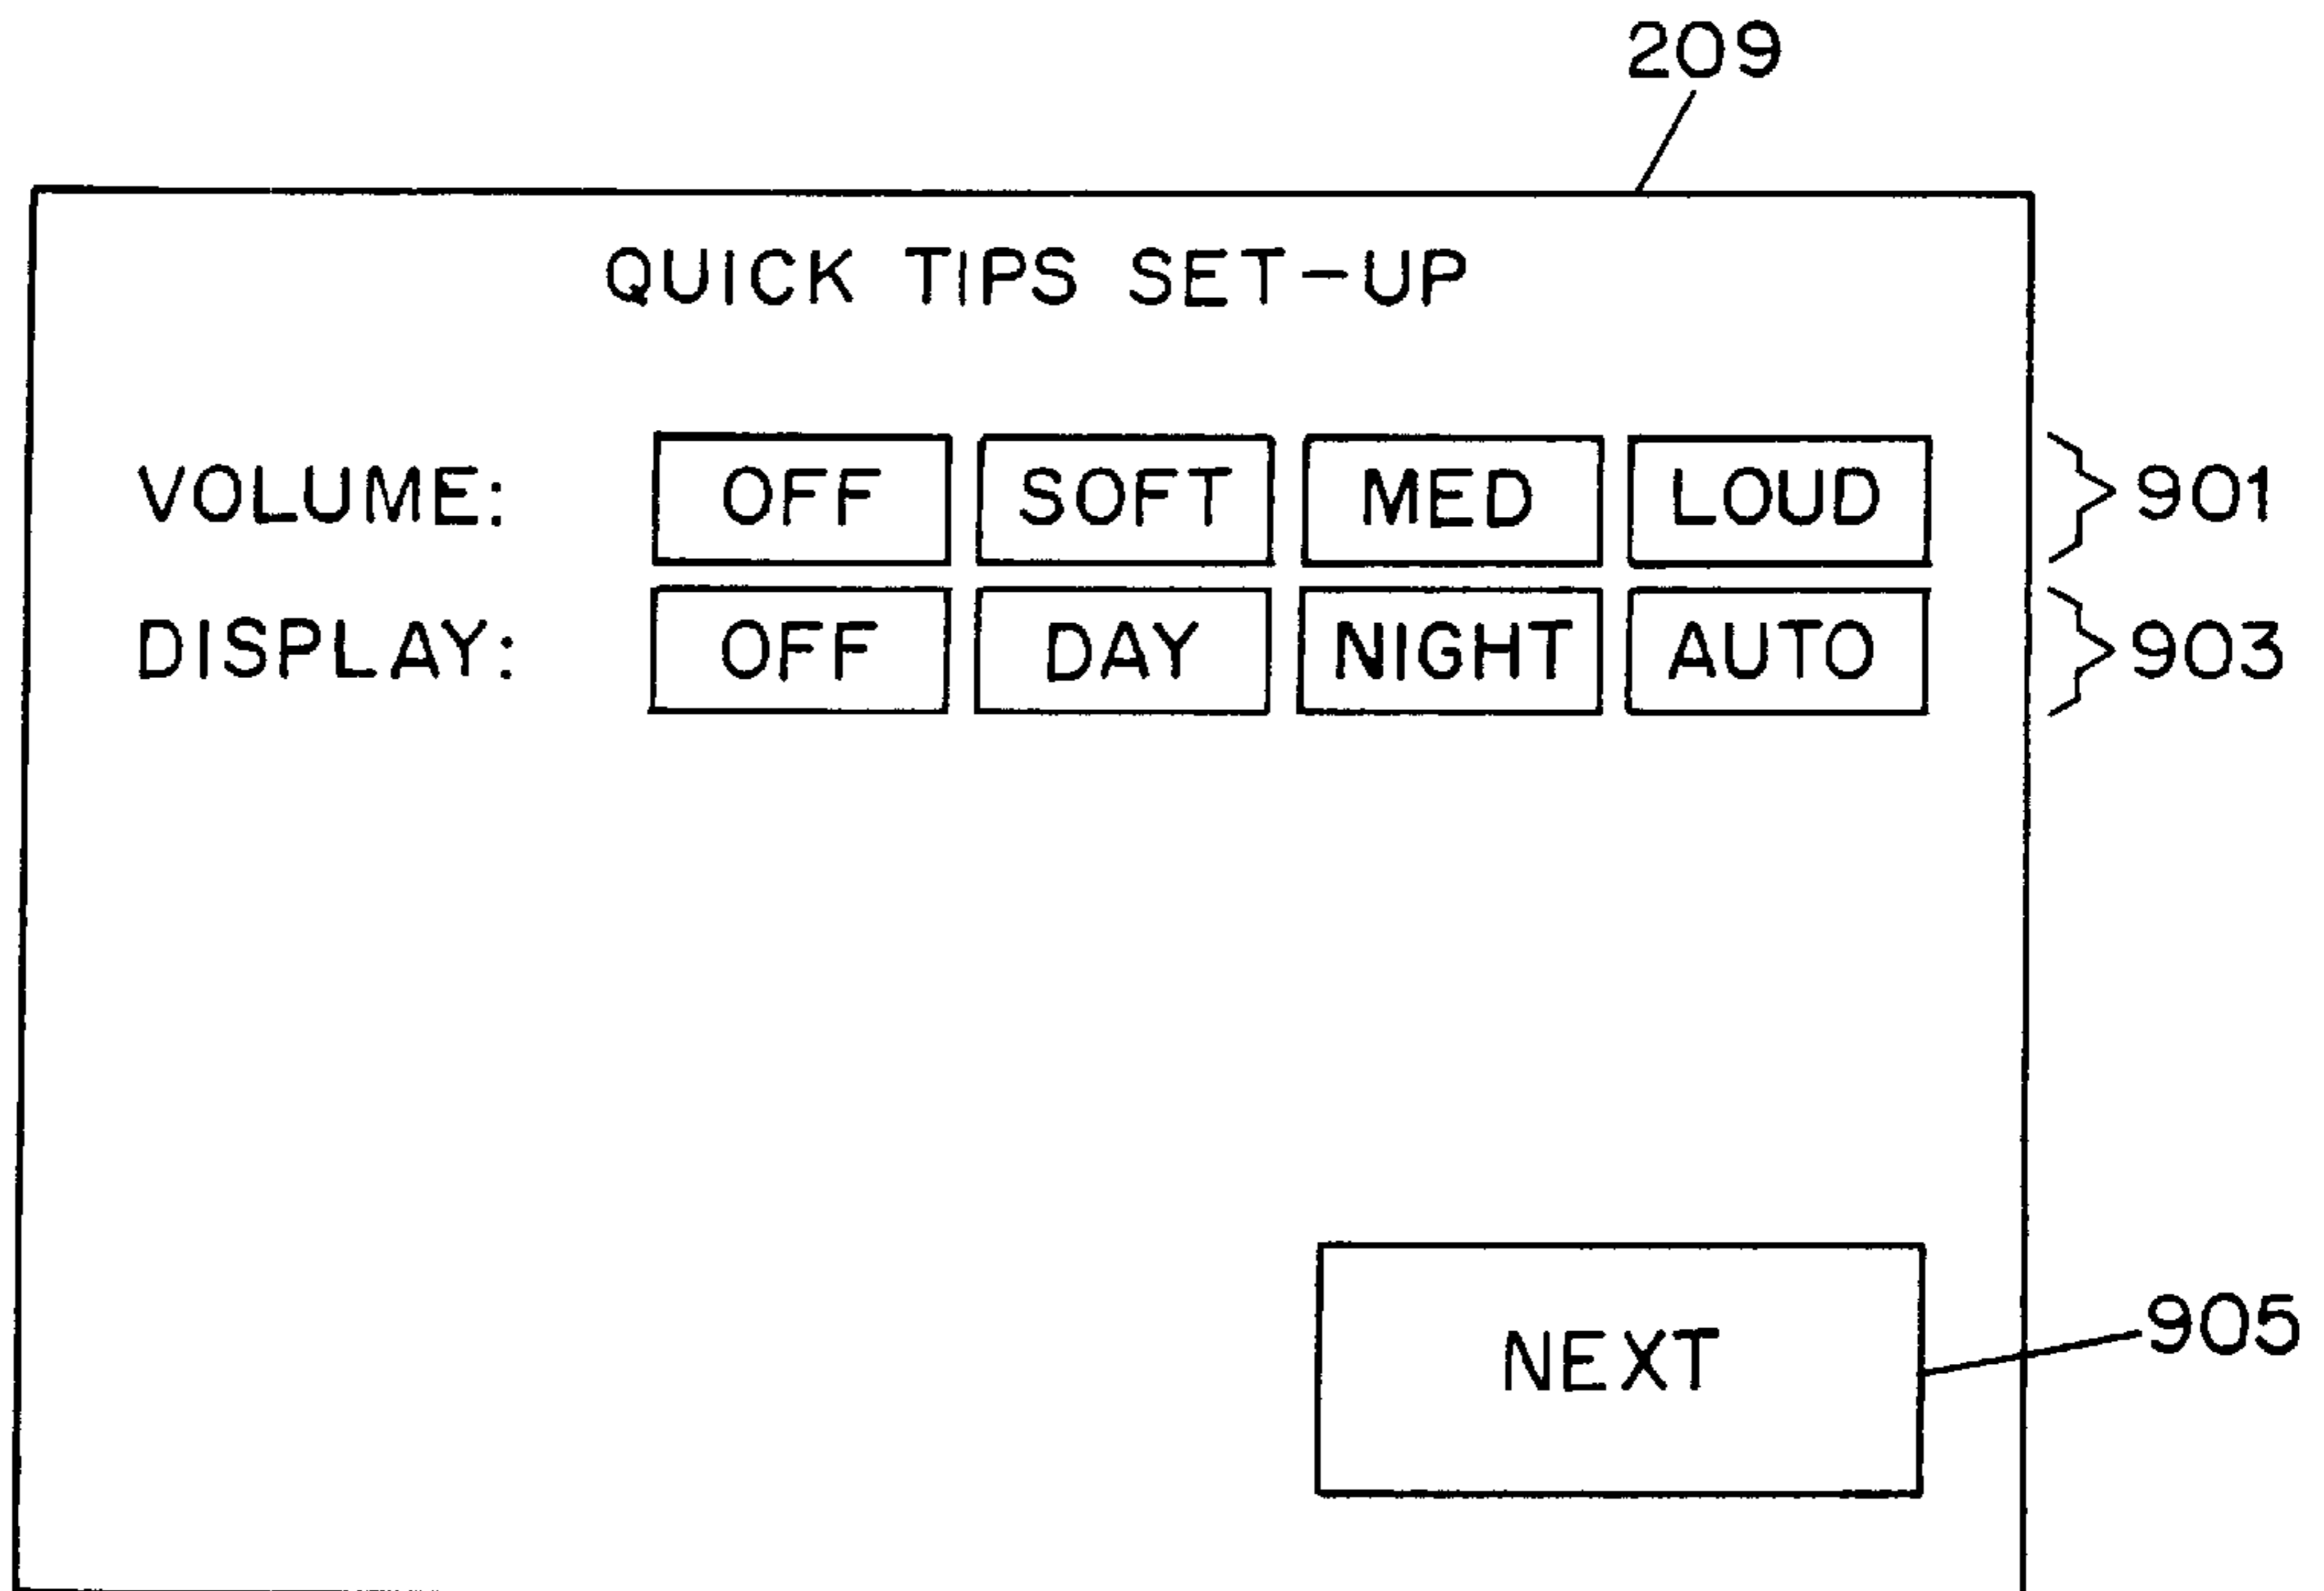 209
QUICK TIPS SET-UP
VOLUME: OFF SOFT MED LOUD 901
DISPLAY: OFF DAY NIGHT AUTO 903
NEXT 905